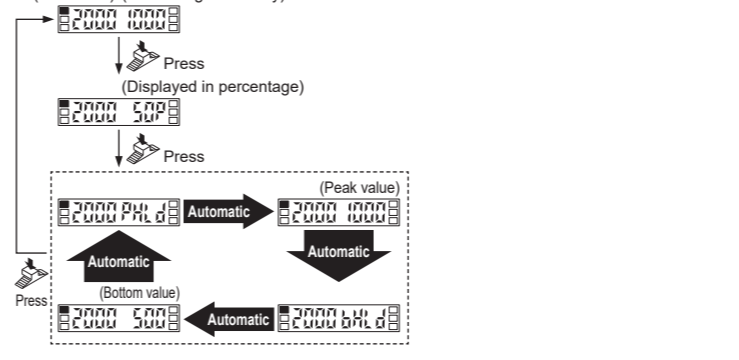 2000 1000
Press
(Displayed in percentage)
2000 50P
Press
(Peak value)
2000 PHLd
Automatic
2000 1000
Automatic
Automatic
Press
(Bottom value)
2000 500
Automatic
2000 bHLd